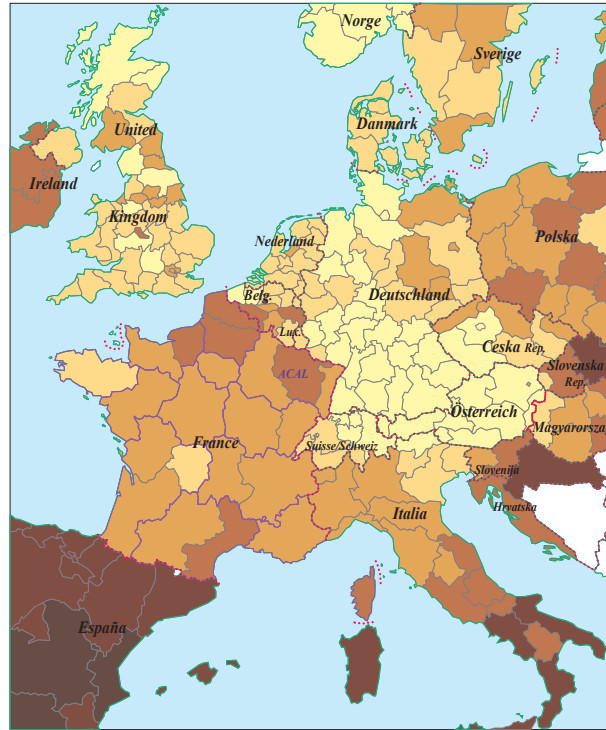 Norge
Sverige
United
Danmark
Ireland
Kingdom
Nederland
Polska
Belg.
Deutschland
Lux.
Ceska Rep.
Slovenska
Rep.
ACAL
Österreich
Magyarorszag
France
Suisse/Schweiz
Slovenija
Hrvatska
Italia
España